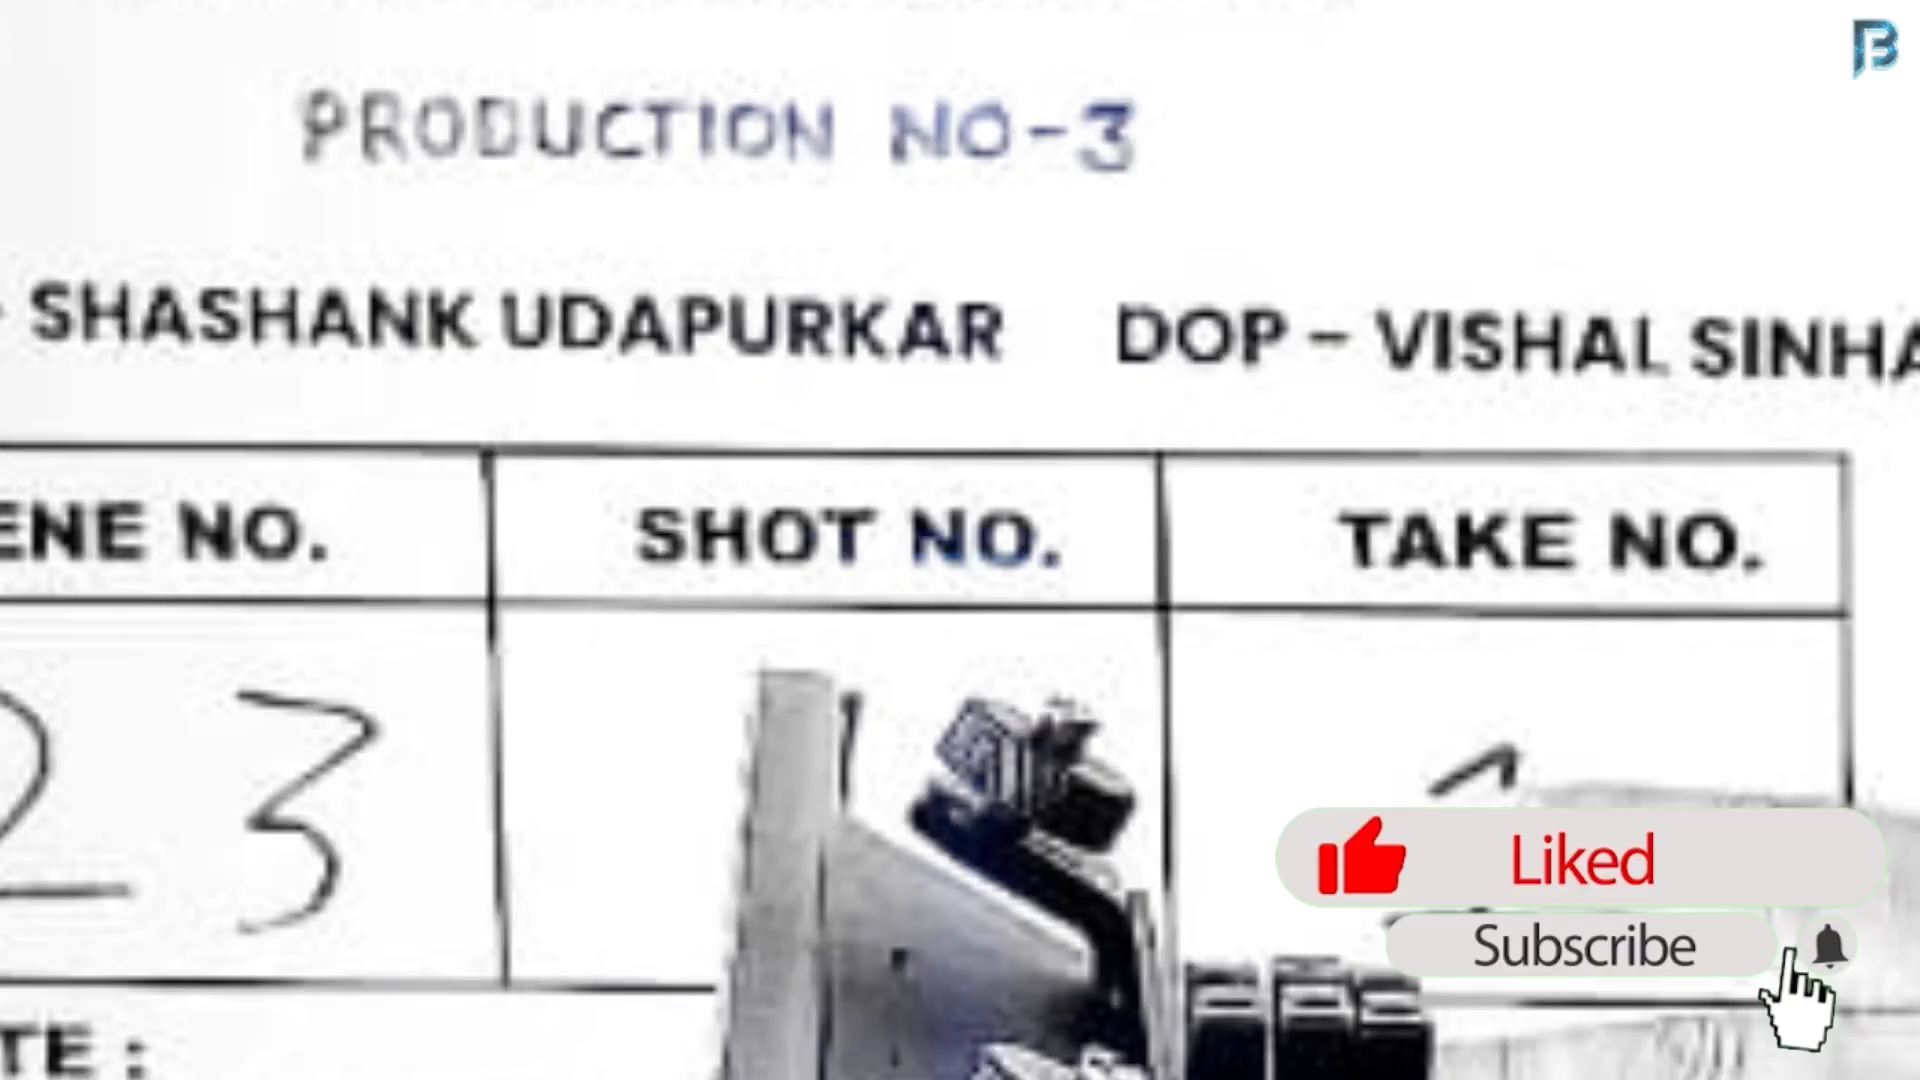 PRODUCTION NO-3
- SHASHANK UDAPURKAR DOP - VISHAL SINHA
ENE NO. SHOT NO. TAKE NO.
23
Liked
Subscribe
TE :